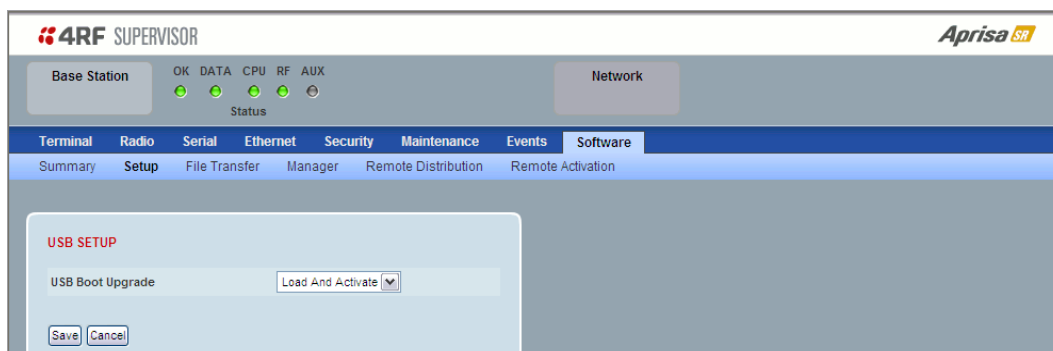 4RF SUPERVISOR
Aprisa SR
Base Station
OK DATA CPU RF AUX
Status
Network
Terminal Radio Serial Ethernet Security Maintenance Events Software
Summary Setup File Transfer Manager Remote Distribution Remote Activation
USB SETUP
USB Boot Upgrade Load And Activate
Save Cancel